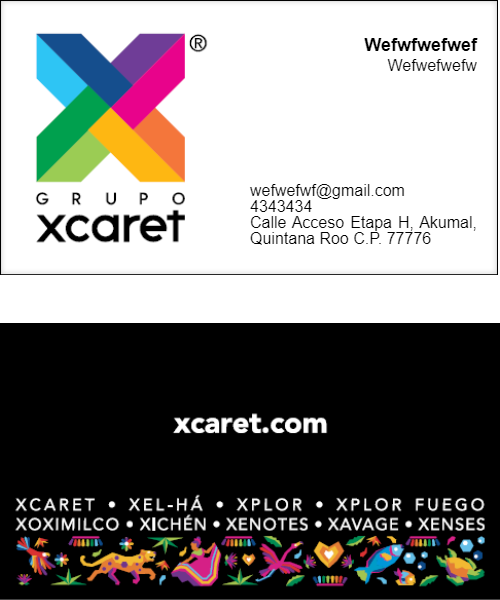 ®
Wefwfwefwef
Wefwefwefw
GRUPO
xcaret
wefwefwf@gmail.com
4343434
Calle Acceso Etapa H, Akumal,
Quintana Roo C.P. 77776
xcaret.com
XCARET • XEL-HÁ • XPLOR • XPLOR FUEGO
XOXIMILCO • XICHÉN • XENOTES • XAVAGE • XENSES